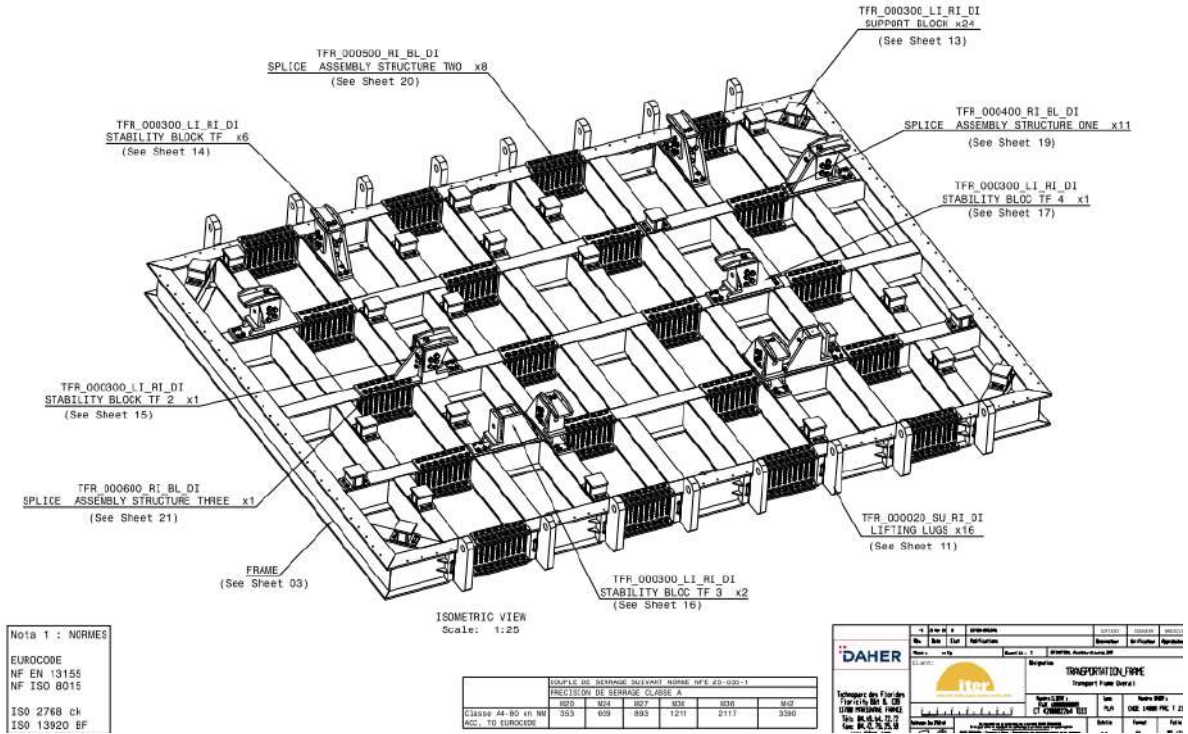 TFR_000300_LI_RI_DI
SUPPORT BLOCK x24
(See Sheet 13)
TFR_000500_RI_BL_DI
SPLICE ASSEMBLY STRUCTURE TWO x8
(See Sheet 20)
TFR_000400_RI_BL_DI
SPLICE ASSEMBLY STRUCTURE ONE x11
(See Sheet 19)
TFR_000300_LI_RI_DI
STABILITY BLOCK TF x6
(See Sheet 14)
TFR_000300_LI_RI_DI
STABILITY BLOC TF 4 x1
(See Sheet 17)
TFR_000300_LI_RI_DI
STABILITY BLOCK TF 2 x1
(See Sheet 15)
TFR_000600_RI_BL_DI
SPLICE ASSEMBLY STRUCTURE THREE x1
(See Sheet 21)
TFR_000020_SU_RI_DI
LIFTING LUGS x16
(See Sheet 11)
FRAME
(See Sheet 03)
TFR_000300_LI_RI_DI
STABILITY BLOC TF 3 x2
(See Sheet 16)
ISOMETRIC VIEW
Scale: 1:25
Nota 1 : NORMES
EUROCODE
NF EN 13155
NF ISO 8015
ISO 2768 cK
ISO 13920 BF
COUPLE DE SERRAGE SUIVANT NORME NFE 25-030-1
PRECISION DE SERRAGE CLASSE A
M20 M24 M27 M30 M36 M42
Classe A4-80 en NM 353 609 893 1211 2117 3390
ACC. TO EUROCODE
DAHER
Technoparc des Florides
13700 MARIGNANE FRANCE
Client:
iter
TRANSPORTATION_FRAME
Transport Frame Overall